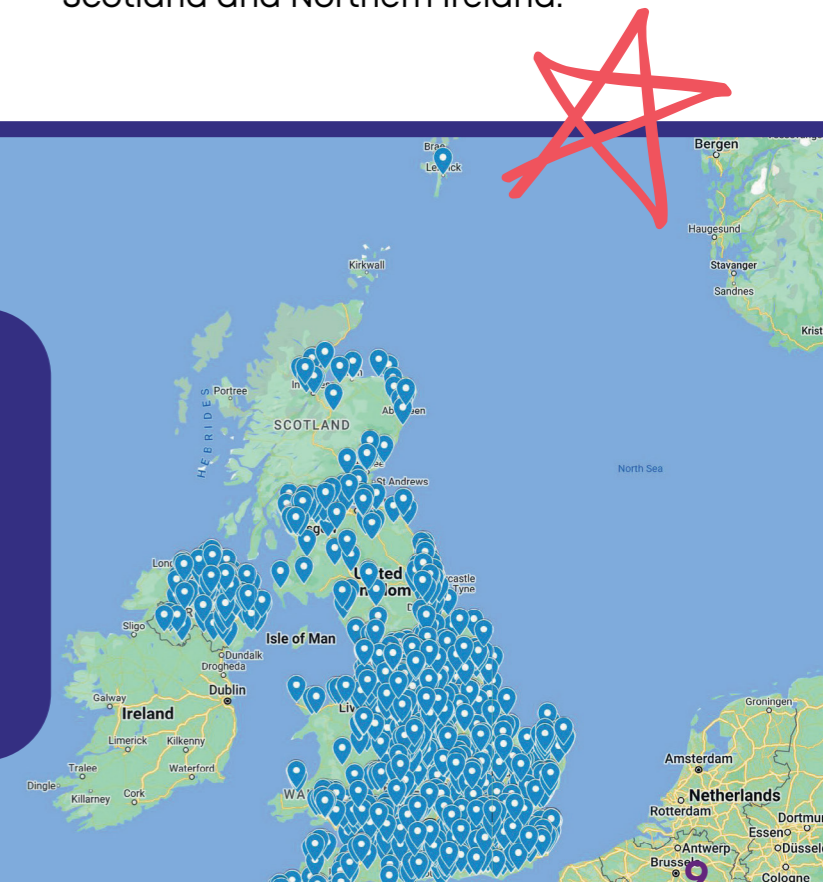 Scotland and Northern Ireland.
Bergen
Haugesund
Kirkwall
Stavanger
Sandnes
Portree
HEBRIDES
SCOTLAND
North Sea
St Andrews
United
Sligo
Isle of Man
Dundalk
Drogheda
Dublin
Galway
Ireland
Limerick
Kilkenny
Groningen
Tralee
Waterford
Amsterdam
Dingle
Killarney
Cork
Netherlands
Rotterdam
Essen
Antwerp
Cologne